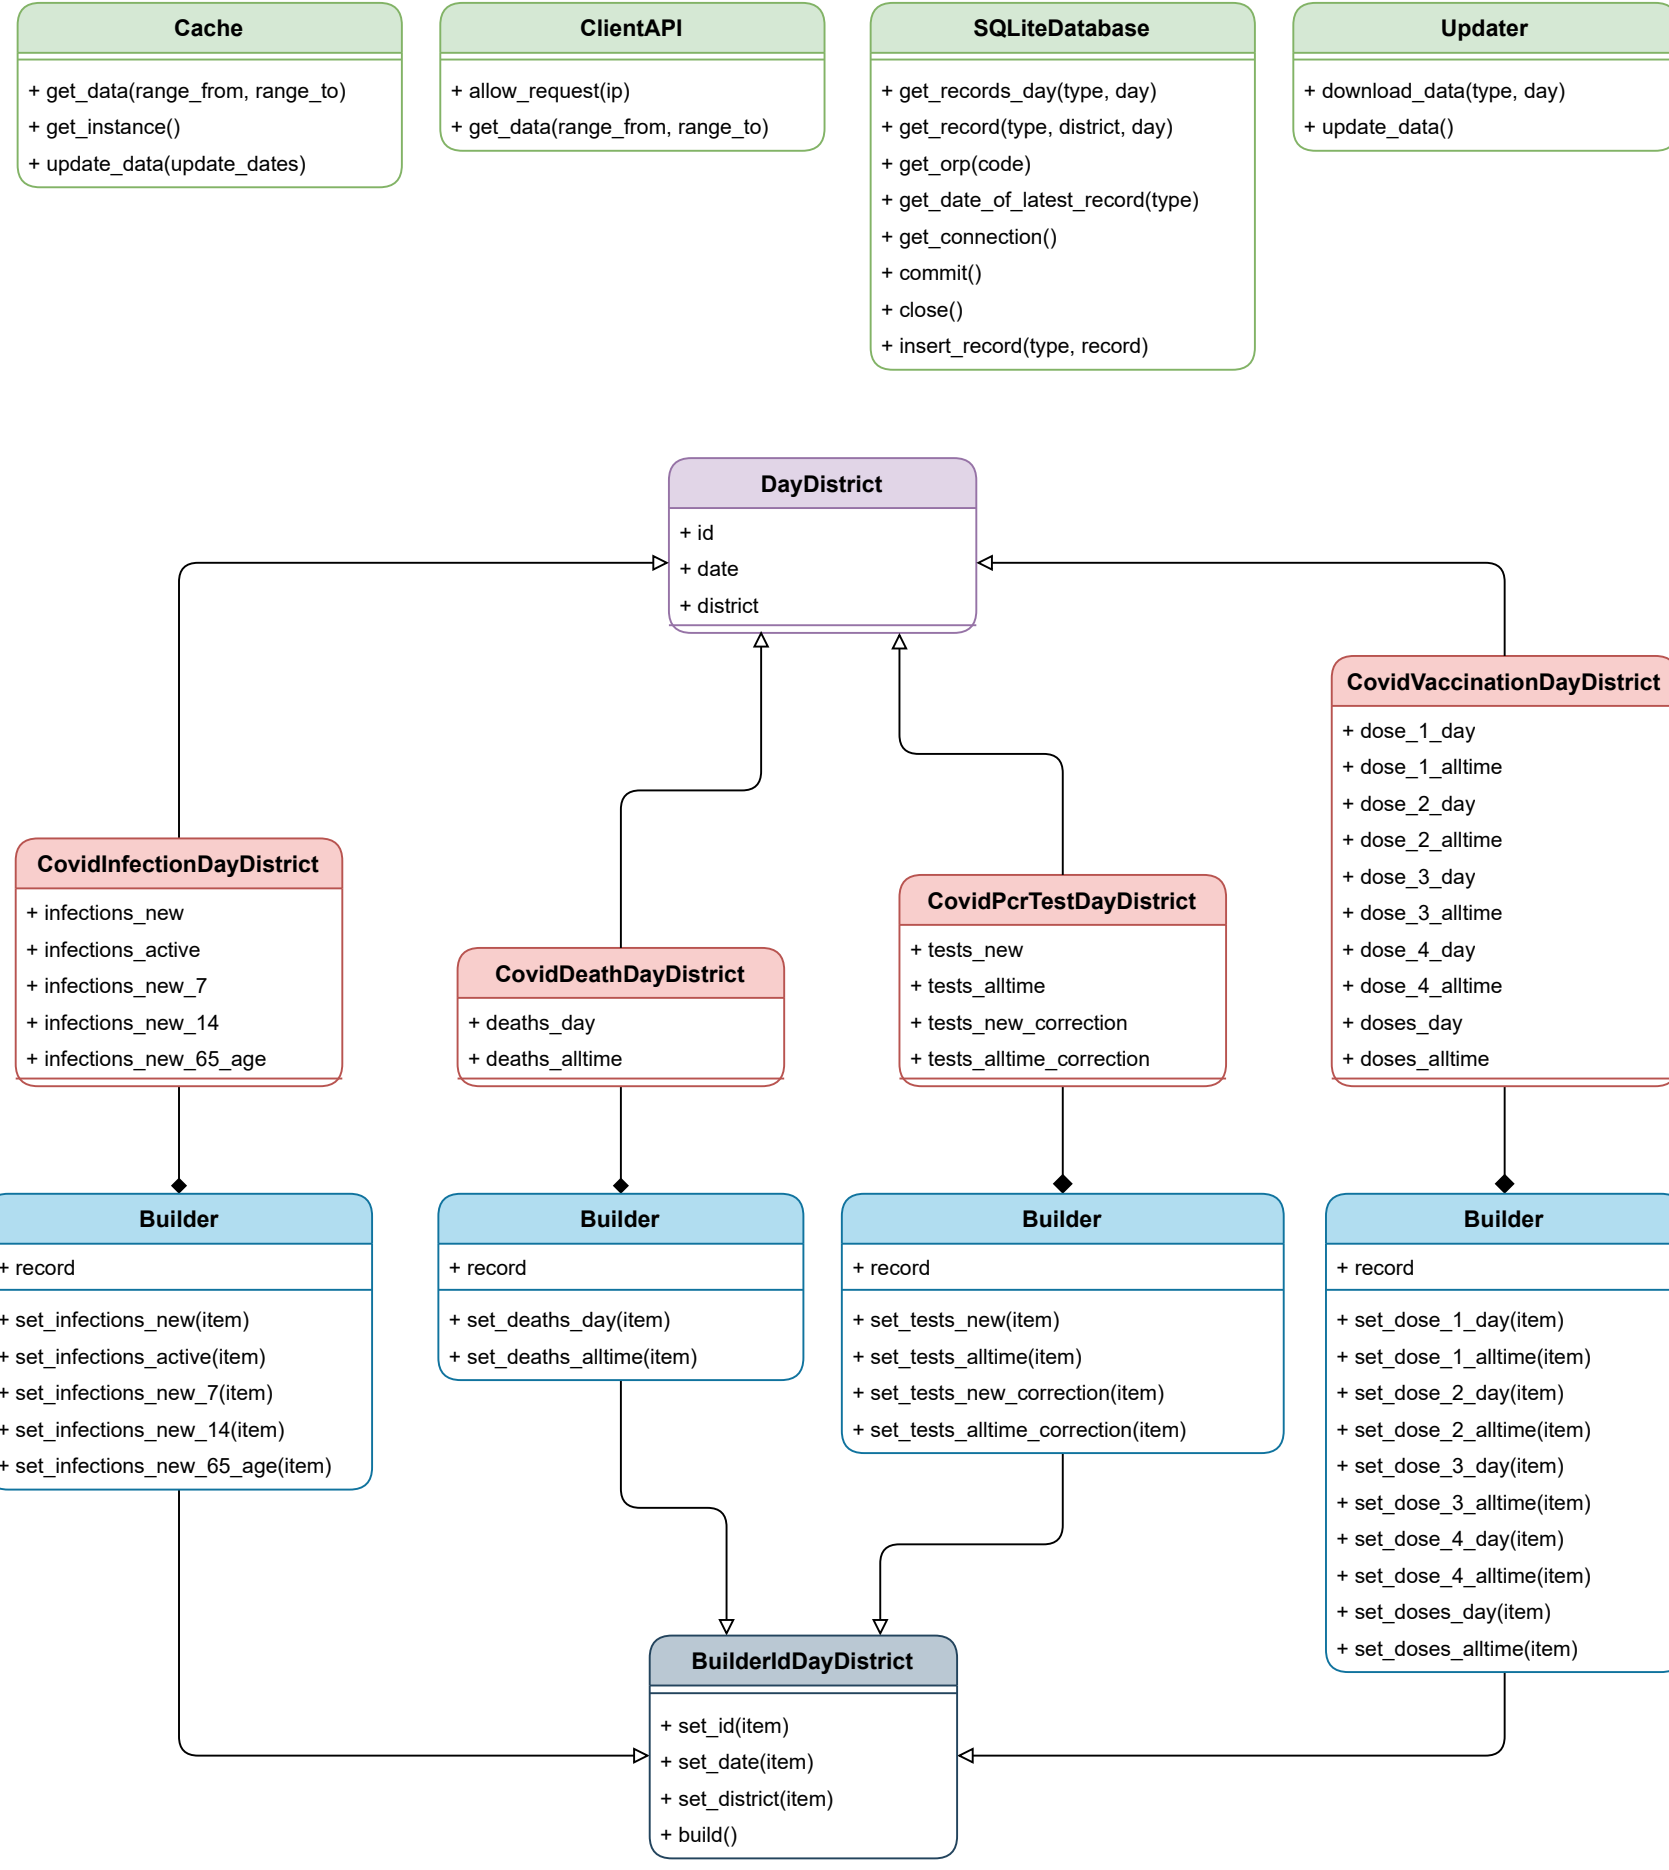 Cache
+ get_data(range_from, range_to)
+ get_instance()
+ update_data(update_dates)
ClientAPI
+ allow_request(ip)
+ get_data(range_from, range_to)
SQLiteDatabase
+ get_records_day(type, day)
+ get_record(type, district, day)
+ get_orp(code)
+ get_date_of_latest_record(type)
+ get_connection()
+ commit()
+ close()
+ insert_record(type, record)
Updater
+ download_data(type, day)
+ update_data()
DayDistrict
+ id
+ date
+ district
CovidInfectionDayDistrict
+ infections_new
+ infections_active
+ infections_new_7
+ infections_new_14
+ infections_new_65_age
CovidDeathDayDistrict
+ deaths_day
+ deaths_alltime
CovidPcrTestDayDistrict
+ tests_new
+ tests_alltime
+ tests_new_correction
+ tests_alltime_correction
CovidVaccinationDayDistrict
+ dose_1_day
+ dose_1_alltime
+ dose_2_day
+ dose_2_alltime
+ dose_3_day
+ dose_3_alltime
+ dose_4_day
+ dose_4_alltime
+ doses_day
+ doses_alltime
Builder
+ record
+ set_infections_new(item)
+ set_infections_active(item)
+ set_infections_new_7(item)
+ set_infections_new_14(item)
+ set_infections_new_65_age(item)
Builder
+ record
+ set_deaths_day(item)
+ set_deaths_alltime(item)
Builder
+ record
+ set_tests_new(item)
+ set_tests_alltime(item)
+ set_tests_new_correction(item)
+ set_tests_alltime_correction(item)
Builder
+ record
+ set_dose_1_day(item)
+ set_dose_1_alltime(item)
+ set_dose_2_day(item)
+ set_dose_2_alltime(item)
+ set_dose_3_day(item)
+ set_dose_3_alltime(item)
+ set_dose_4_day(item)
+ set_dose_4_alltime(item)
+ set_doses_day(item)
+ set_doses_alltime(item)
BuilderIdDayDistrict
+ set_id(item)
+ set_date(item)
+ set_district(item)
+ build()